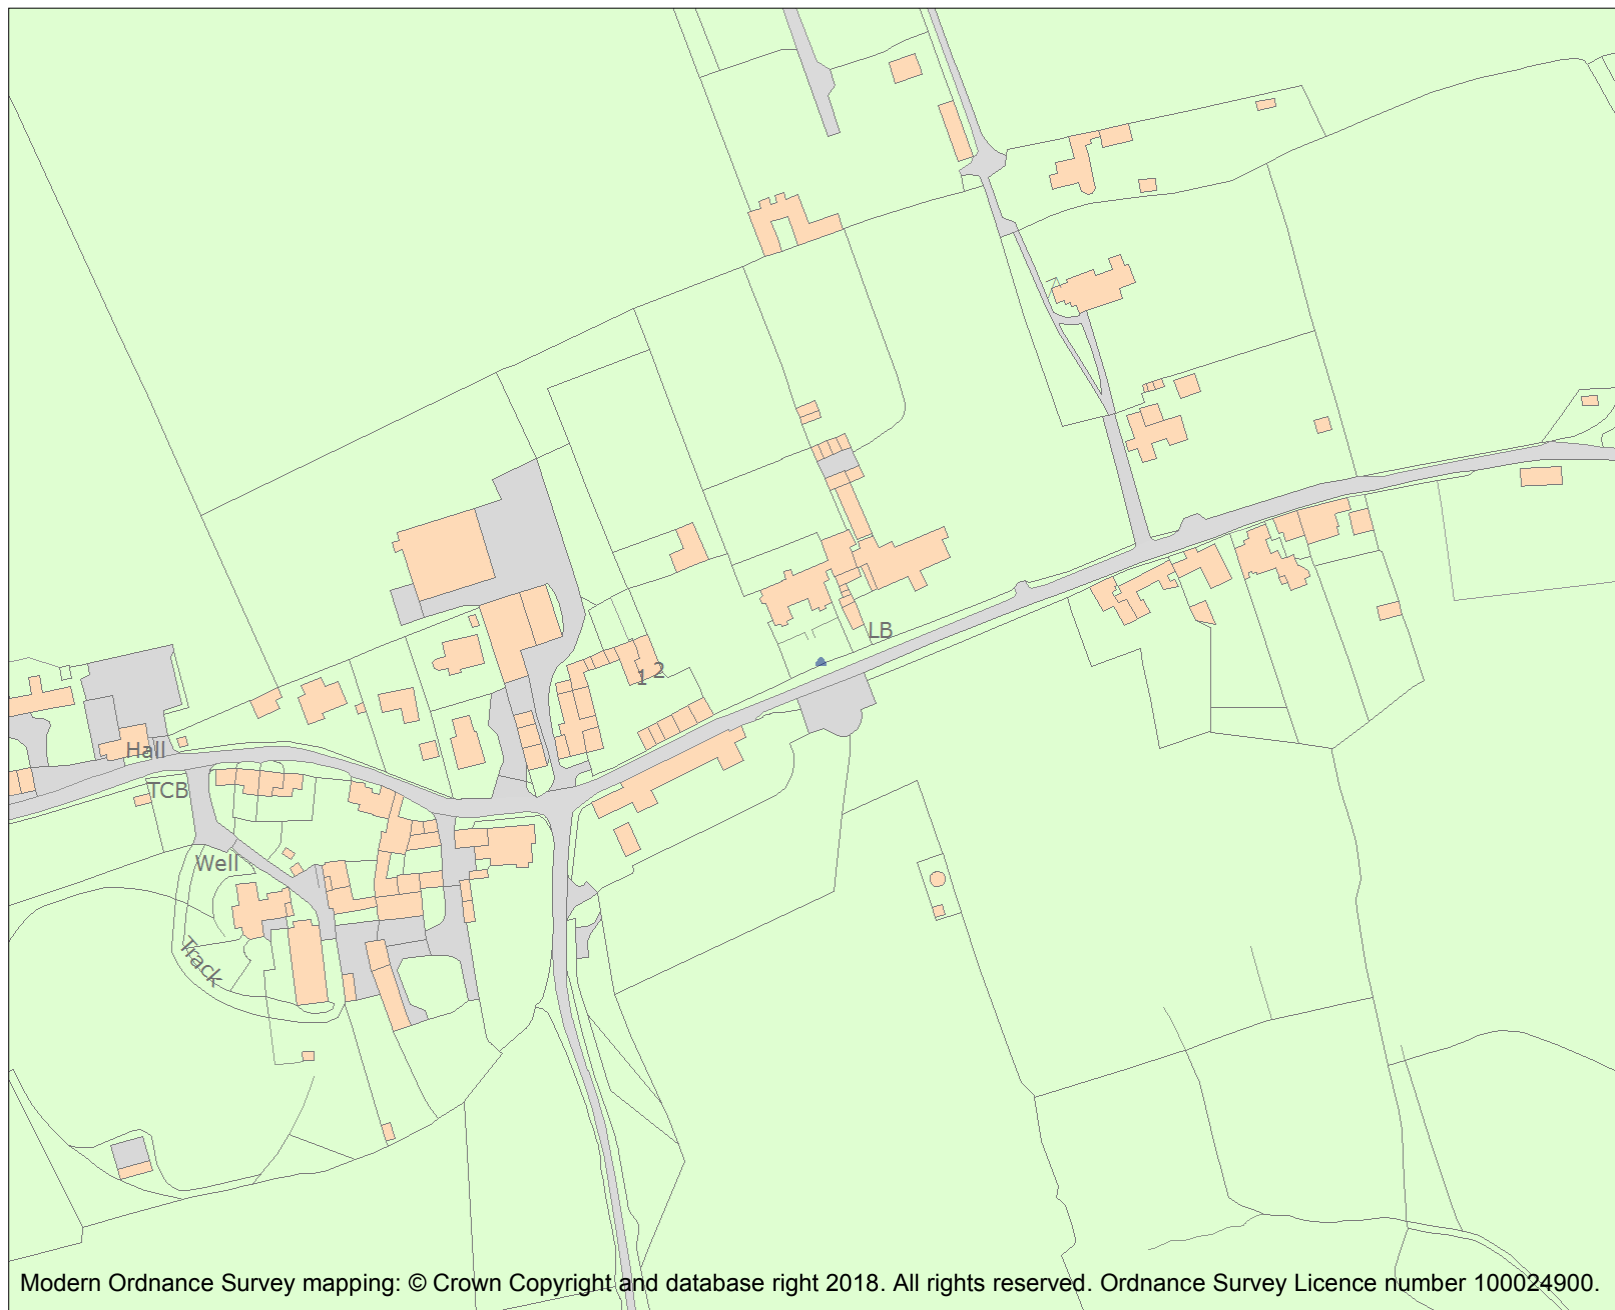 LB
1 2
Hall
TCB
Well
Track
Modern Ordnance Survey mapping: © Crown Copyright and database right 2018. All rights reserved. Ordnance Survey Licence number 100024900.